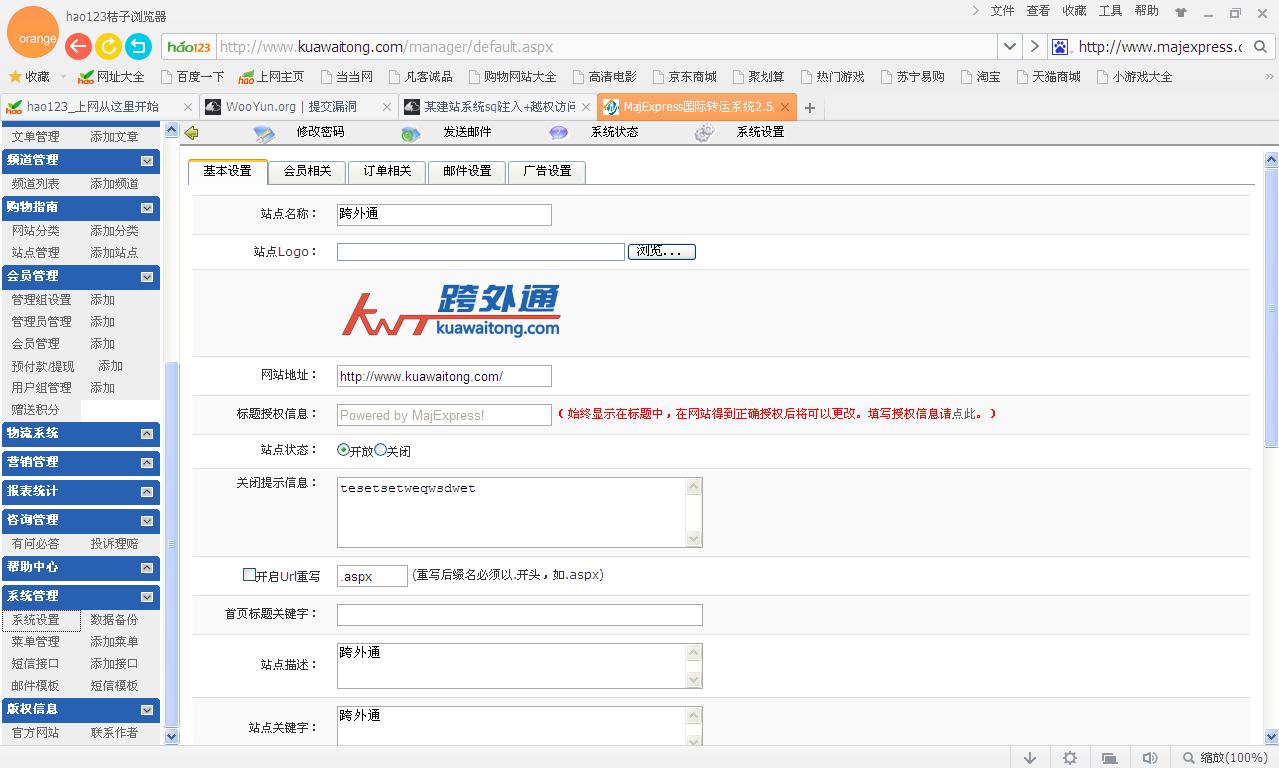 hao123桔子浏览器
文件 查看 收藏 工具 帮助
orange
hao123 http://www.kuawaitong.com/manager/default.aspx
http://www.majexpress.c
收藏 网址大全 百度一下 上网主页 当当网 凡客诚品 购物网站大全 高清电影 京东商城 聚划算 热门游戏 苏宁易购 淘宝 天猫商城 小游戏大全
hao123_上网从这里开始 WooYun.org | 提交漏洞 某建站系统sql注入+越权访问 MajExpress国际转运系统2.5
文单管理 添加文章
频道管理
频道列表 添加频道
购物指南
网站分类 添加分类
站点管理 添加站点
会员管理
管理组设置 添加
管理员管理 添加
会员管理 添加
预付款/提现 添加
用户组管理 添加
赠送积分
物流系统
营销管理
报表统计
咨询管理
有问必答 投诉理赔
帮助中心
系统管理
系统设置 数据备份
菜单管理 添加菜单
短信接口 添加接口
邮件模板 短信模板
版权信息
官方网站 联系作者
修改密码 发送邮件 系统状态 系统设置
基本设置 会员相关 订单相关 邮件设置 广告设置
站点名称： 跨外通
站点Logo： 浏览...
KWT 跨外通
kuawaitong.com
网站地址： http://www.kuawaitong.com/
标题授权信息： Powered by MajExpress! （始终显示在标题中，在网站得到正确授权后将可以更改。填写授权信息请点此。）
站点状态： 开放 关闭
关闭提示信息： tesetsetweqwsdwet
开启Url重写 .aspx (重写后缀名必须以.开头，如.aspx)
首页标题关键字：
站点描述： 跨外通
站点关键字： 跨外通
缩放(100%)